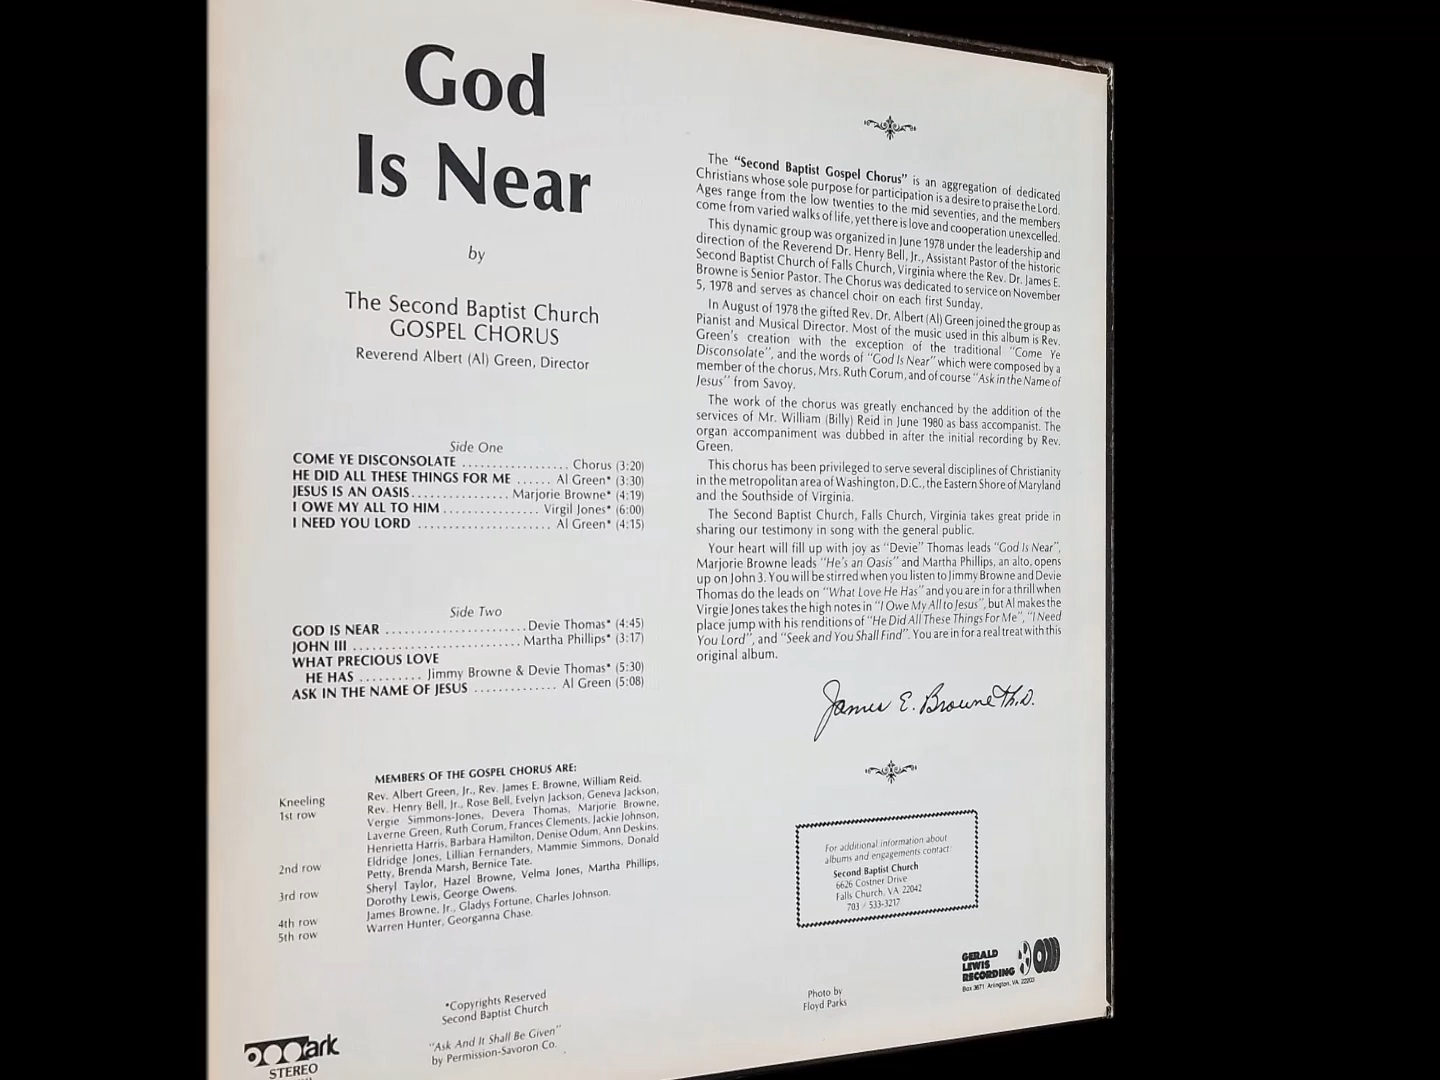 God
Is Near
by
The Second Baptist Church
GOSPEL CHORUS
Reverend Albert (Al) Green, Director
Side One
COME YE DISCONSOLATE .................. Chorus (3:20)
HE DID ALL THESE THINGS FOR ME ...... Al Green* (3:30)
JESUS IS AN OASIS................ Marjorie Browne* (4:19)
I OWE MY ALL TO HIM ................ Virgil Jones* (6:00)
I NEED YOU LORD ...................... Al Green* (4:15)
Side Two
GOD IS NEAR .......................Devie Thomas* (4:45)
JOHN III ........................... Martha Phillips* (3:17)
WHAT PRECIOUS LOVE
HE HAS .......... Jimmy Browne & Devie Thomas* (5:30)
ASK IN THE NAME OF JESUS ............. Al Green (5:08)
MEMBERS OF THE GOSPEL CHORUS ARE:
Kneeling Rev. Albert Green, Jr., Rev. James E. Browne, William Reid.
1st row Rev. Henry Bell, Jr., Rose Bell, Evelyn Jackson, Geneva Jackson,
Vergie Simmons-Jones, Devera Thomas, Marjorie Browne,
Laverne Green, Ruth Corum, Frances Clements, Jackie Johnson,
Henrietta Harris, Barbara Hamilton, Denise Odum, Ann Deskins.
2nd row Eldridge Jones, Lillian Fernanders, Mammie Simmons, Donald
Petty, Brenda Marsh, Bernice Tate.
3rd row Sheryl Taylor, Hazel Browne, Velma Jones, Martha Phillips,
Dorothy Lewis, George Owens.
4th row James Browne, Jr., Gladys Fortune, Charles Johnson.
5th row Warren Hunter, Georganna Chase.
*Copyrights Reserved
Second Baptist Church
"Ask And It Shall Be Given"
by Permission-Savoron Co.
ark
STEREO
The "Second Baptist Gospel Chorus" is an aggregation of dedicated
Christians whose sole purpose for participation is a desire to praise the Lord.
Ages range from the low twenties to the mid seventies, and the members
come from varied walks of life, yet there is love and cooperation unexcelled.
This dynamic group was organized in June 1978 under the leadership and
direction of the Reverend Dr. Henry Bell, Jr., Assistant Pastor of the historic
Second Baptist Church of Falls Church, Virginia where the Rev. Dr. James E.
Browne is Senior Pastor. The Chorus was dedicated to service on November
5, 1978 and serves as chancel choir on each first Sunday.
In August of 1978 the gifted Rev. Dr. Albert (Al) Green joined the group as
Pianist and Musical Director. Most of the music used in this album is Rev.
Green's creation with the exception of the traditional "Come Ye
Disconsolate", and the words of "God Is Near" which were composed by a
member of the chorus, Mrs. Ruth Corum, and of course "Ask in the Name of
Jesus" from Savoy.
The work of the chorus was greatly enchanced by the addition of the
services of Mr. William (Billy) Reid in June 1980 as bass accompanist. The
organ accompaniment was dubbed in after the initial recording by Rev.
Green.
This chorus has been privileged to serve several disciplines of Christianity
in the metropolitan area of Washington, D.C., the Eastern Shore of Maryland
and the Southside of Virginia.
The Second Baptist Church, Falls Church, Virginia takes great pride in
sharing our testimony in song with the general public.
Your heart will fill up with joy as "Devie" Thomas leads "God Is Near",
Marjorie Browne leads "He's an Oasis" and Martha Phillips, an alto, opens
up on John 3. You will be stirred when you listen to Jimmy Browne and Devie
Thomas do the leads on "What Love He Has" and you are in for a thrill when
Virgie Jones takes the high notes in "I Owe My All to Jesus", but Al makes the
place jump with his renditions of "He Did All These Things For Me", "I Need
You Lord", and "Seek and You Shall Find". You are in for a real treat with this
original album.
James E. Browne Th.D.
For additional information about
albums and engagements contact:
Second Baptist Church
6626 Costner Drive
Falls Church, VA 22042
703 / 533-3217
Photo by
Floyd Parks
GERALD
LEWIS
RECORDING
Box 3671 Arlington, VA 22203